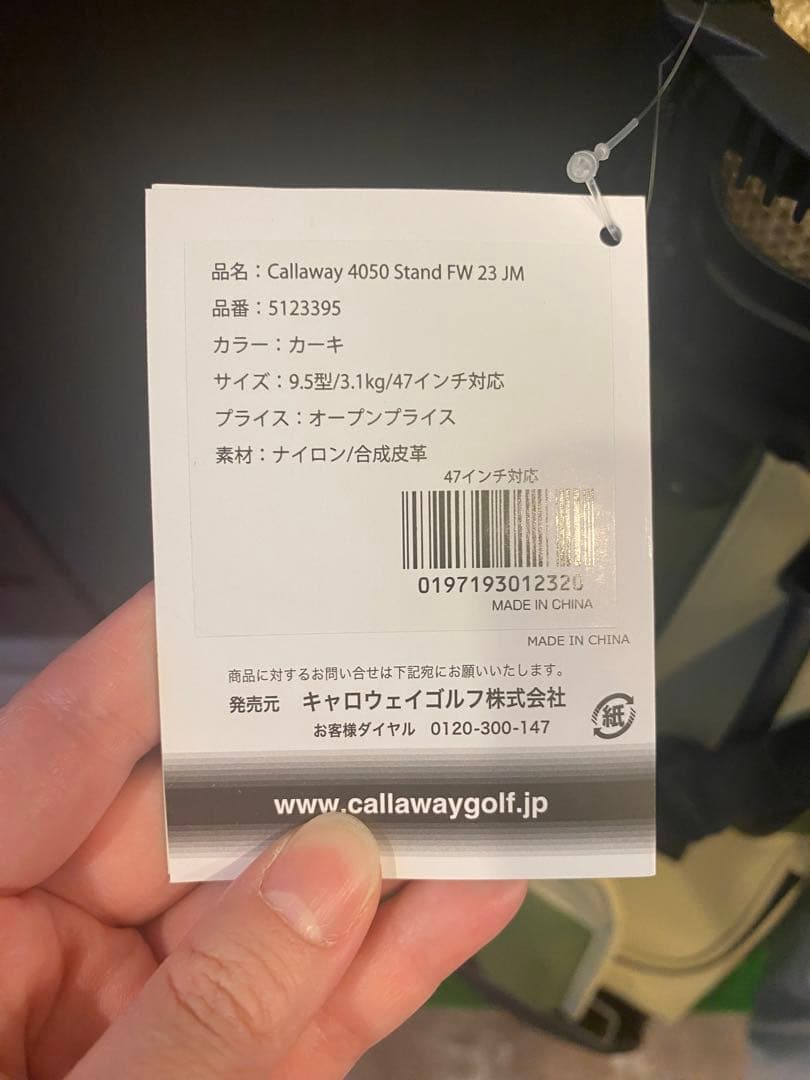 品名：Callaway 4050 Stand FW 23 JM
品番：5123395
カラー：カーキ
サイズ：9.5型/3.1kg/47インチ対応
プライス：オープンプライス
素材：ナイロン/合成皮革
47インチ対応
0197193012320
MADE IN CHINA
MADE IN CHINA
商品に対するお問い合せは下記宛にお願いいたします。
発売元 キャロウェイゴルフ株式会社
お客様ダイヤル 0120-300-147
紙
www.callawaygolf.jp